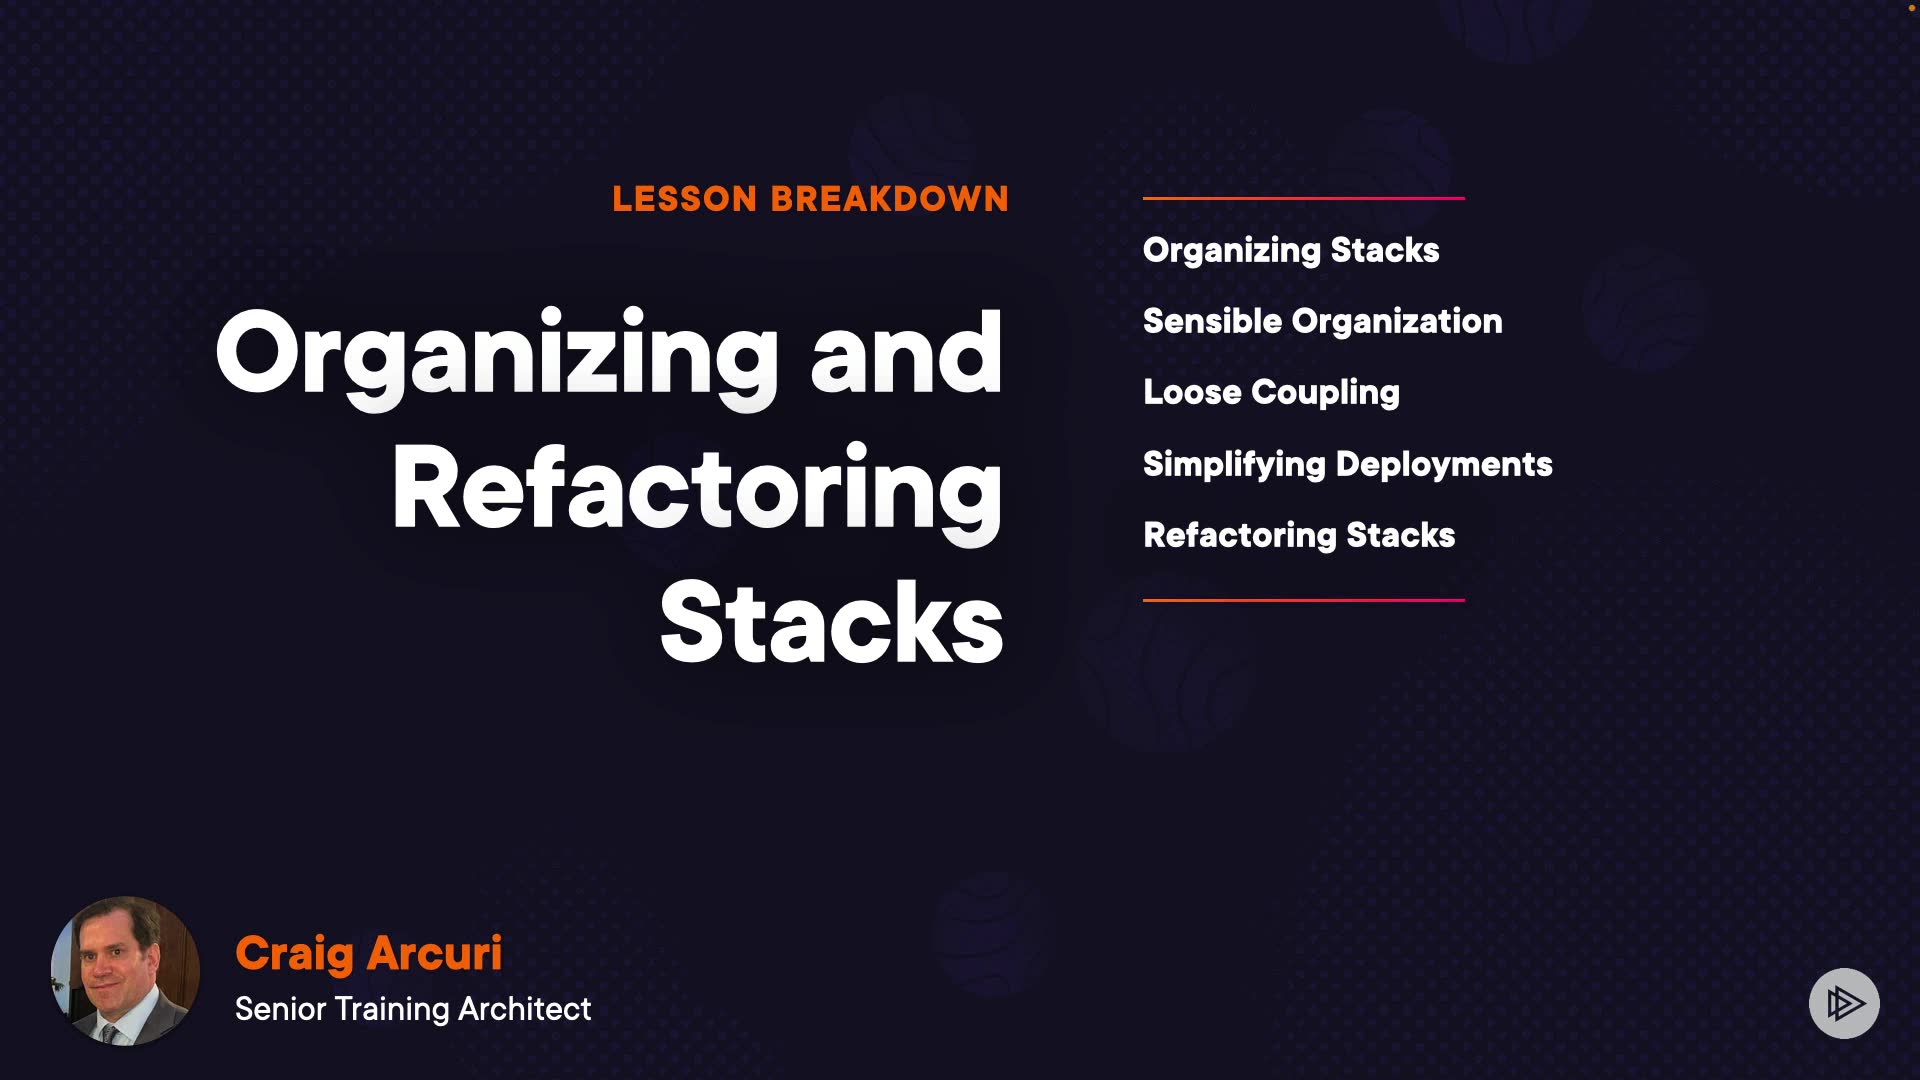 LESSON BREAKDOWN
Organizing and
Refactoring
Stacks
Organizing Stacks
Sensible Organization
Loose Coupling
Simplifying Deployments
Refactoring Stacks
Craig Arcuri
Senior Training Architect